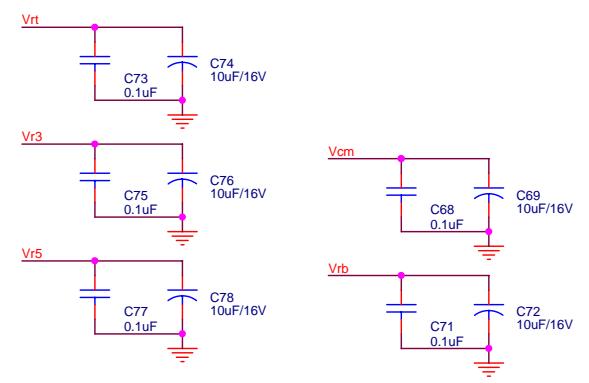 Vrt
C74
10uF/16V
C73
0.1uF
Vr3
C76
10uF/16V
C75
0.1uF
Vr5
C78
10uF/16V
C77
0.1uF
Vcm
C69
10uF/16V
C68
0.1uF
Vrb
C72
10uF/16V
C71
0.1uF